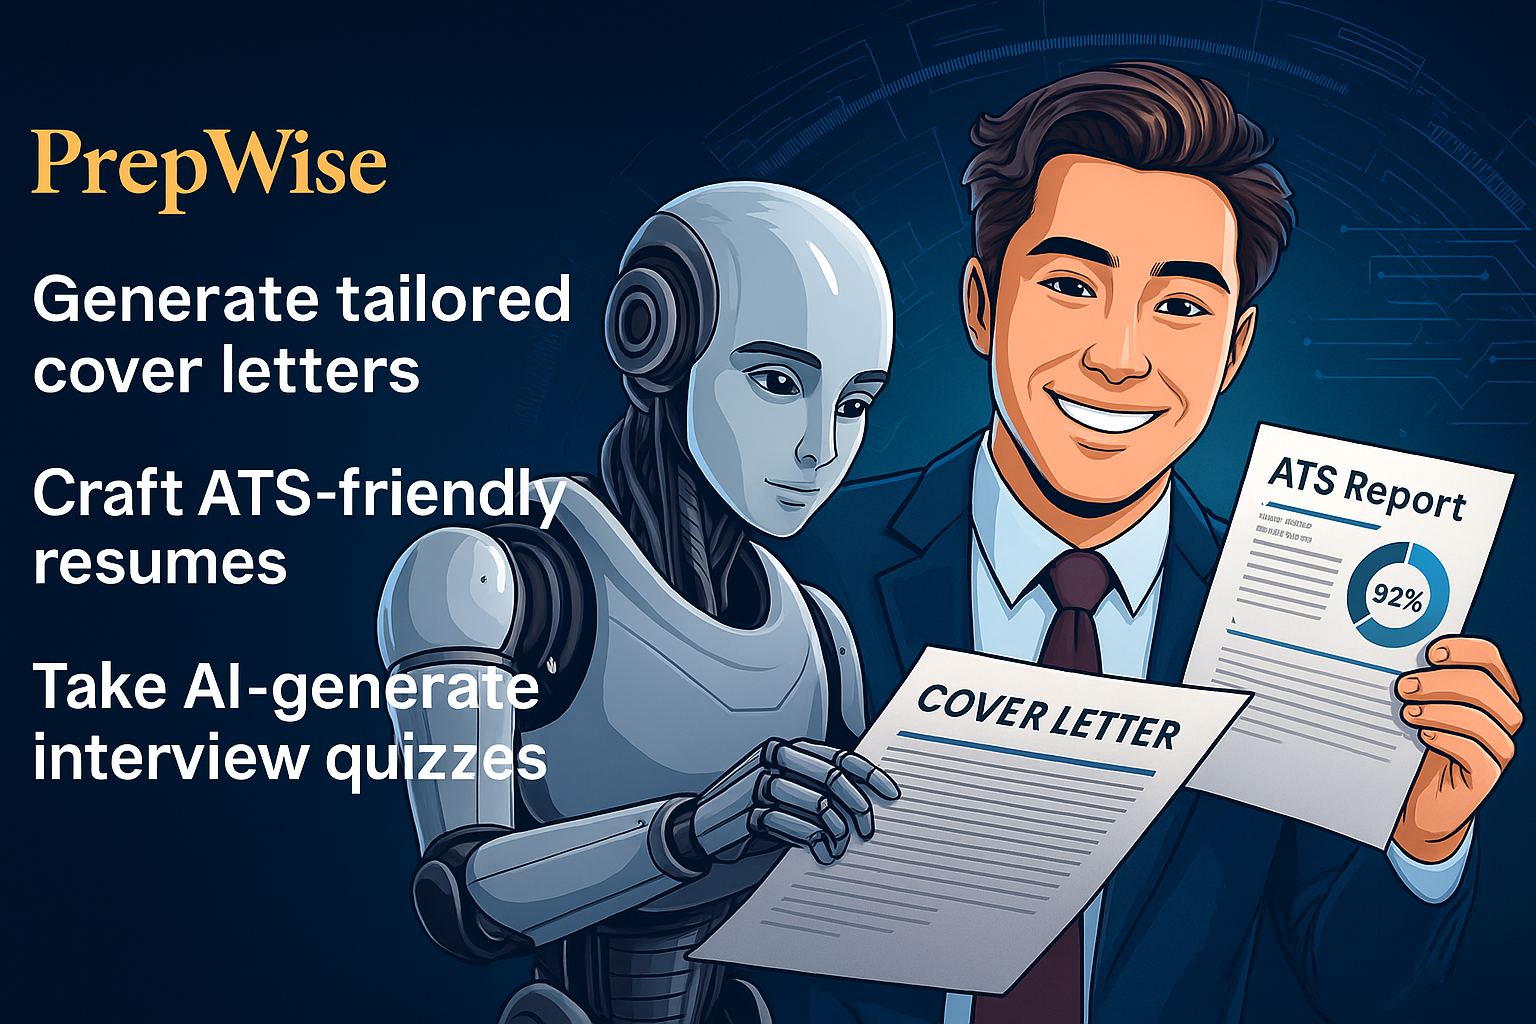 PrepWise
Generate tailored
cover letters
Craft ATS-friendly
resumes
Take AI-generate
interview quizzes
ATS Report
92%
COVER LETTER